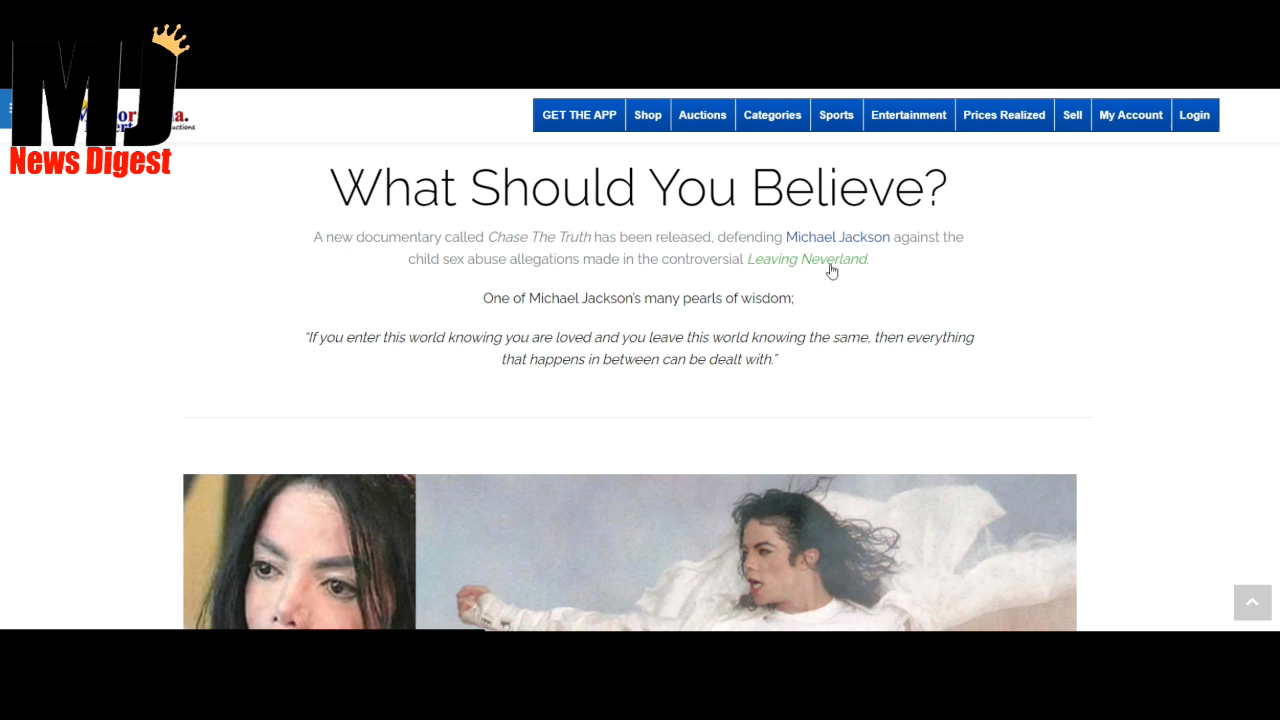 MJ
News Digest
GET THE APP Shop Auctions Categories Sports Entertainment Prices Realized Sell My Account Login
What Should You Believe?
A new documentary called Chase The Truth has been released, defending Michael Jackson against the
child sex abuse allegations made in the controversial Leaving Neverland.
One of Michael Jackson's many pearls of wisdom;
“If you enter this world knowing you are loved and you leave this world knowing the same, then everything
that happens in between can be dealt with.”